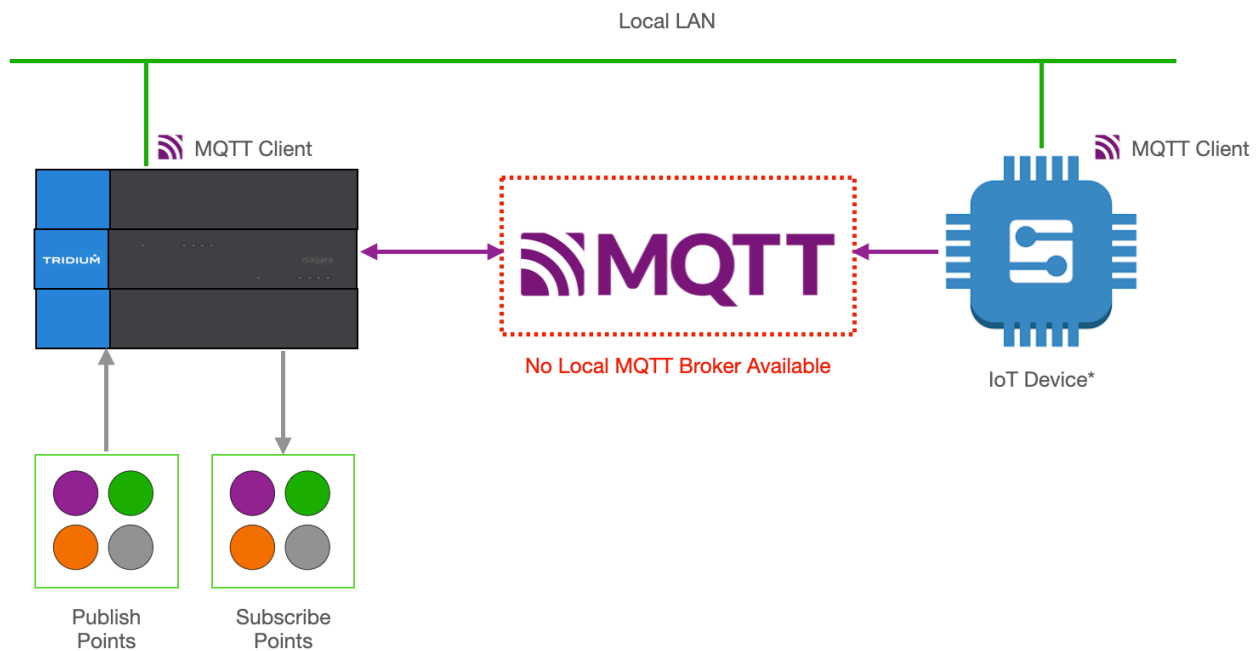 Local LAN
MQTT Client
MQTT Client
TRIDIUM
niagara
MQTT
No Local MQTT Broker Available
IoT Device*
Publish
Points
Subscribe
Points